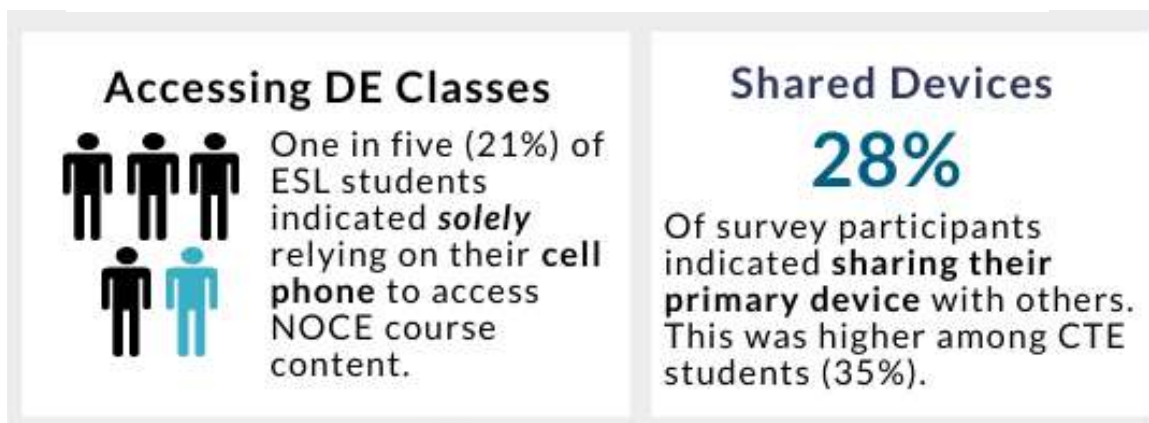 Accessing DE Classes
One in five (21%) of
ESL students
indicated solely
relying on their cell
phone to access
NOCE course
content.
Shared Devices
28%
Of survey participants
indicated sharing their
primary device with others.
This was higher among CTE
students (35%).